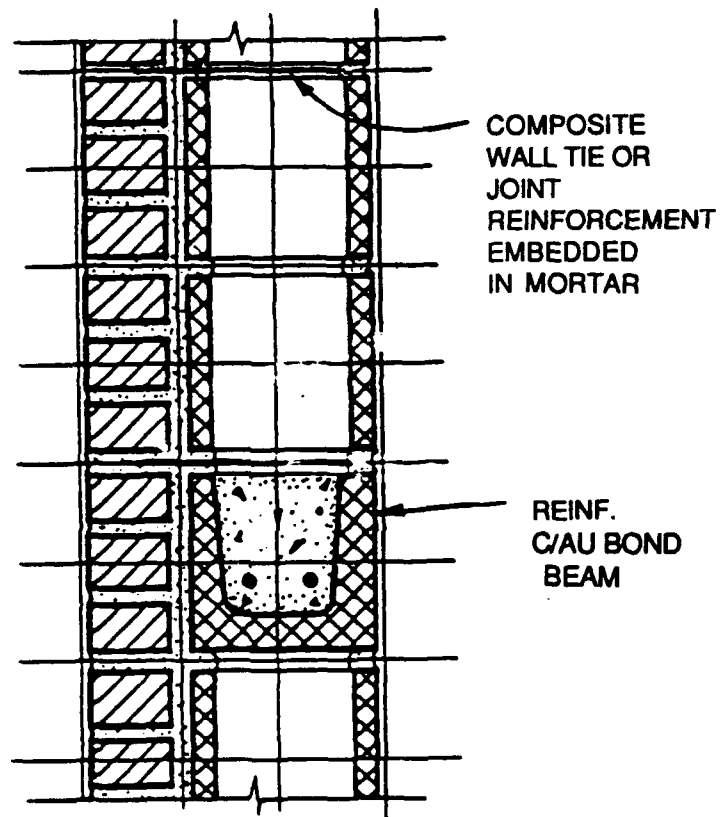 COMPOSITE
WALL TIE OR
JOINT
REINFORCEMENT
EMBEDDED
IN MORTAR
REINF.
C/AU BOND
BEAM